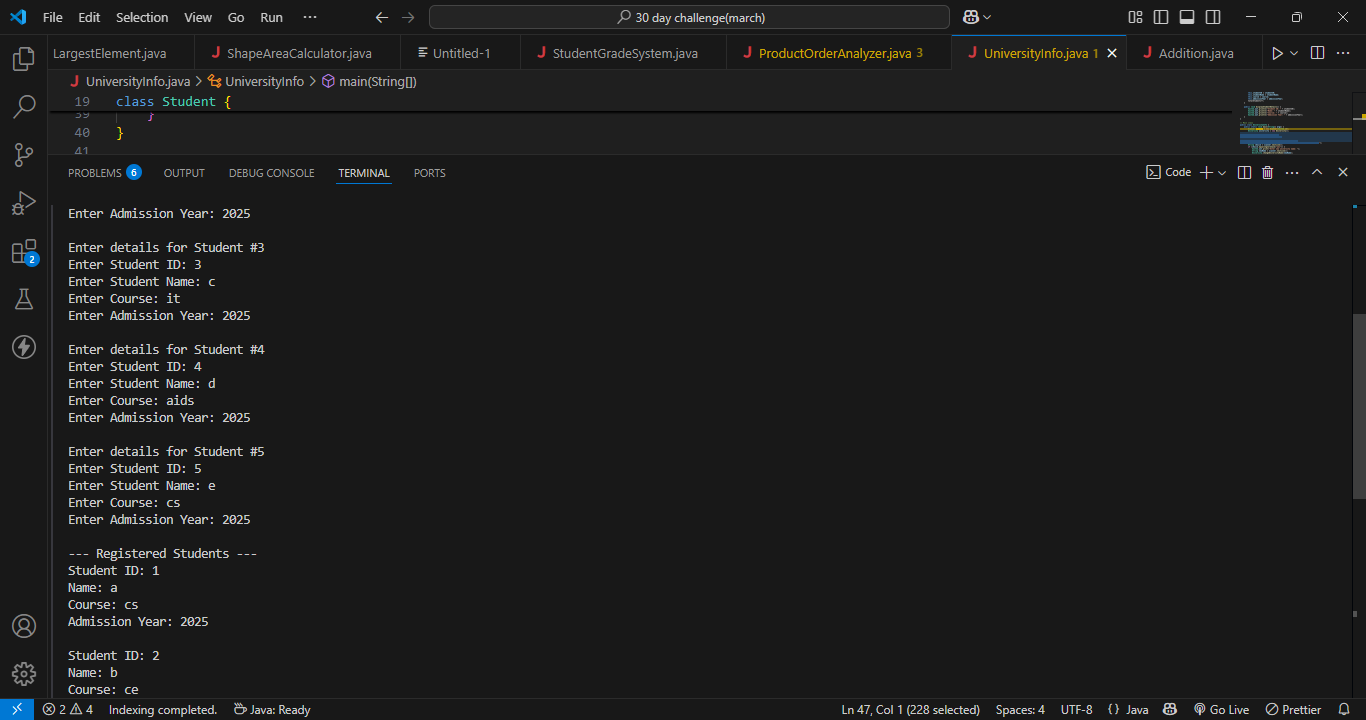 File Edit Selection View Go Run ··· 30 day challenge(march)
LargestElement.java ShapeAreaCalculator.java Untitled-1 StudentGradeSystem.java ProductOrderAnalyzer.java 3 UniversityInfo.java 1 Addition.java
UniversityInfo.java > UniversityInfo > main(String[])
19 class Student {
39 }
40 }
41
PROBLEMS 6 OUTPUT DEBUG CONSOLE TERMINAL PORTS Code
Enter Admission Year: 2025
Enter details for Student #3
Enter Student ID: 3
Enter Student Name: c
Enter Course: it
Enter Admission Year: 2025
Enter details for Student #4
Enter Student ID: 4
Enter Student Name: d
Enter Course: aids
Enter Admission Year: 2025
Enter details for Student #5
Enter Student ID: 5
Enter Student Name: e
Enter Course: cs
Enter Admission Year: 2025
--- Registered Students ---
Student ID: 1
Name: a
Course: cs
Admission Year: 2025
Student ID: 2
Name: b
Course: ce
2
2 4 Indexing completed. Java: Ready Ln 47, Col 1 (228 selected) Spaces: 4 UTF-8 {} Java Go Live Prettier